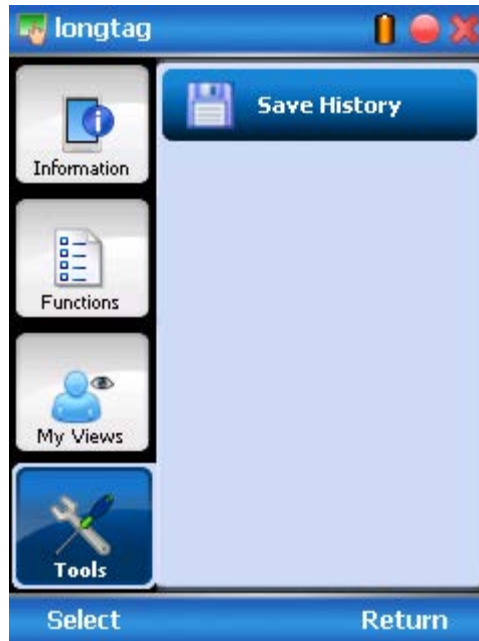 longtag
Save History
Information
Functions
My Views
Tools
Select
Return